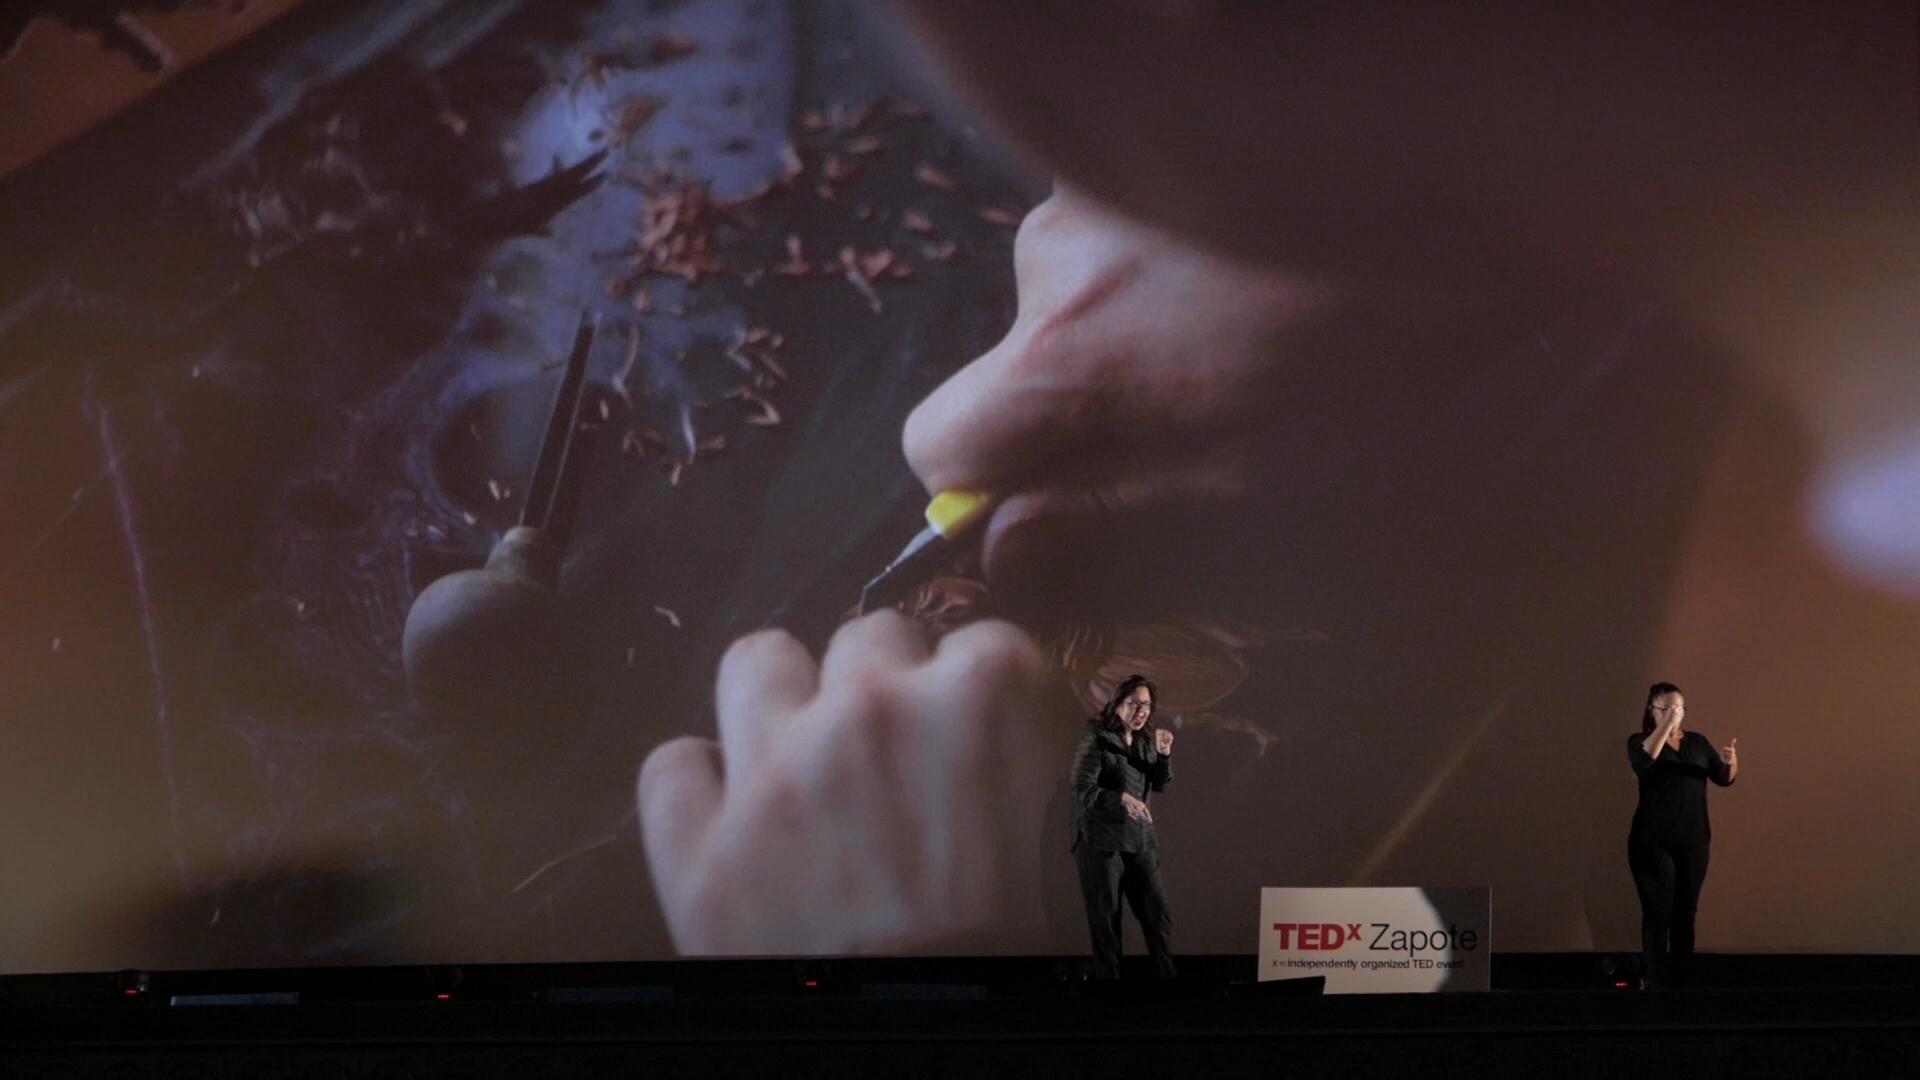 TEDx Zapote
x = independently organized TED event